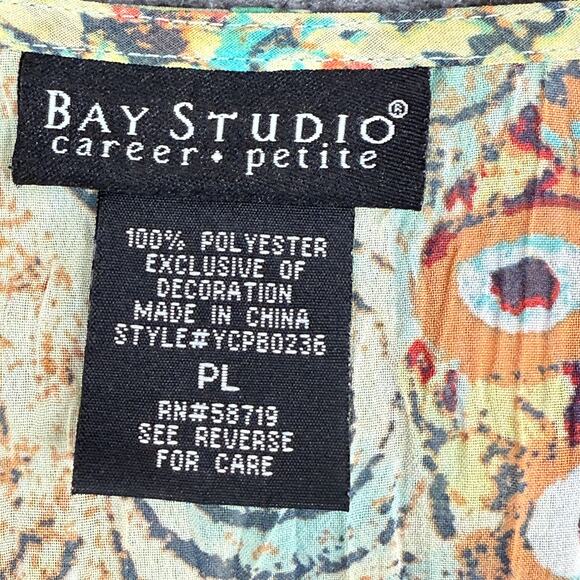 BAY STUDIO®
career • petite
100% POLYESTER
EXCLUSIVE OF
DECORATION
MADE IN CHINA
STYLE#YCP80236
PL
RN#58719
SEE REVERSE
FOR CARE